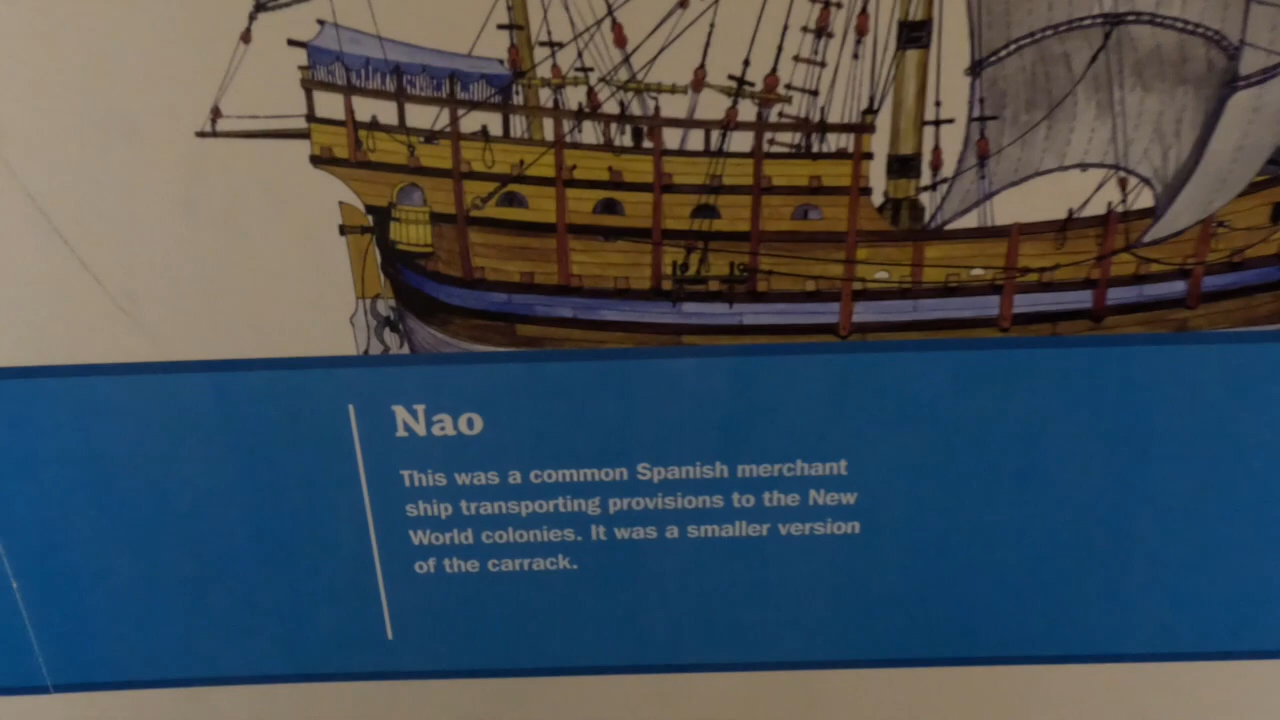 Nao
This was a common Spanish merchant
ship transporting provisions to the New
World colonies. It was a smaller version
of the carrack.